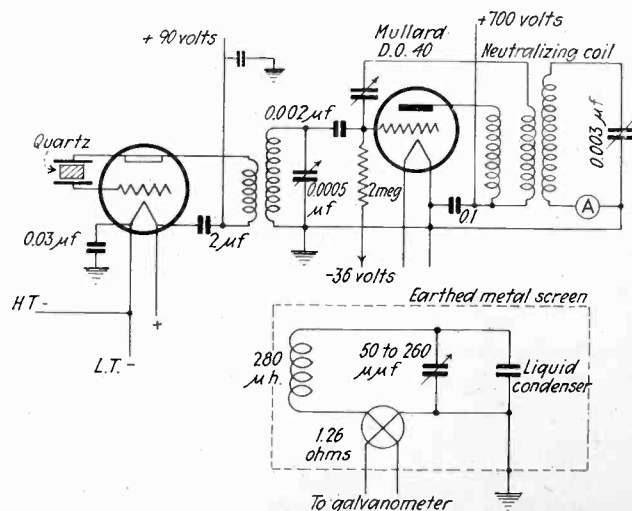 + 90 volts
Mullard
D.O. 40
+700 volts
Neutralizing coil
Quartz
0.002 μf
0.0005
μf
2 meg
0.003 μf
A
0.03 μf
2 μf
01
-36 volts
HT-
+
L.T.-
Earthed metal screen
280
μh.
50 to 260
μμf
Liquid
condenser
1.26
ohms
To galvanometer